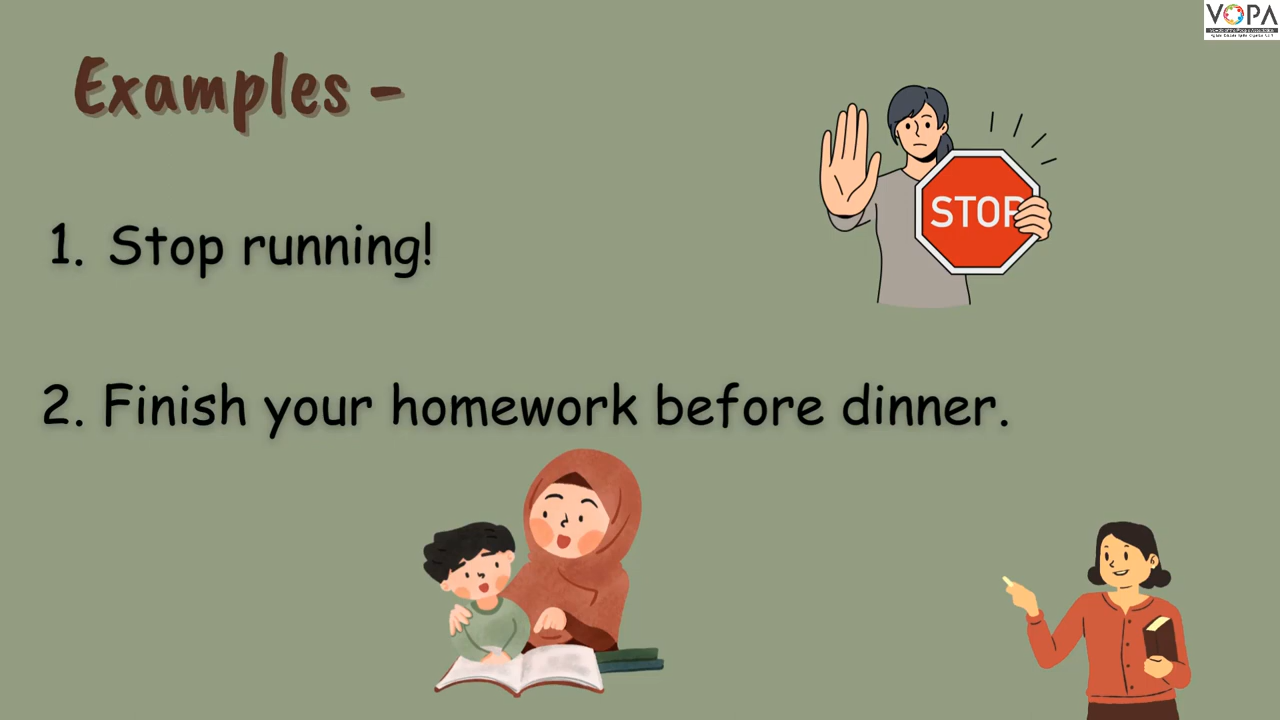 VOPA
Examples -
STOP
1. Stop running!
2. Finish your homework before dinner.